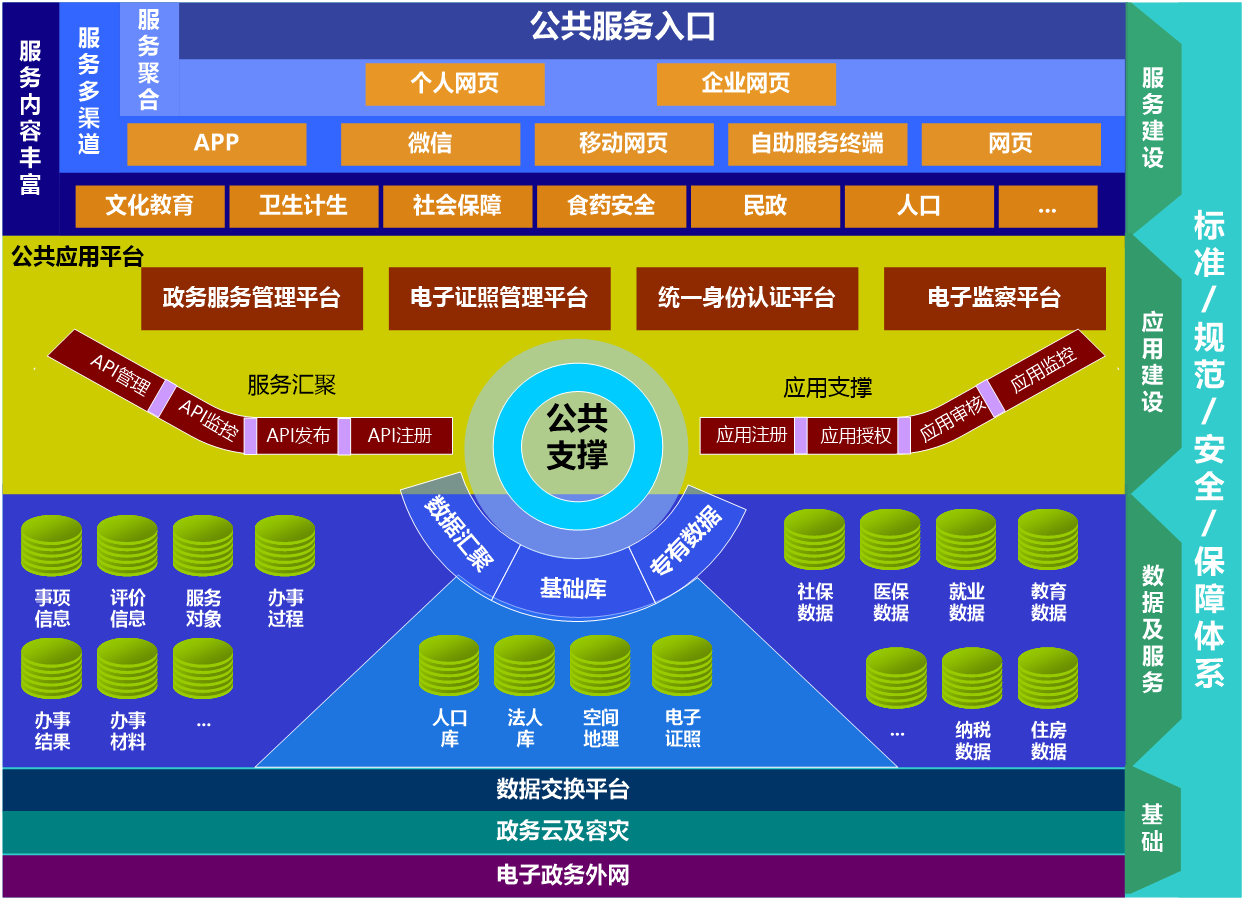 公共服务入口
服务内容丰富
服务多渠道
服务聚合
个人网页
企业网页
APP
微信
移动网页
自助服务终端
网页
文化教育
卫生计生
社会保障
食药安全
民政
人口
...
服务建设
公共应用平台
政务服务管理平台
电子证照管理平台
统一身份认证平台
电子监察平台
服务汇聚
API管理
API监控
API发布
API注册
公共
支撑
应用支撑
应用注册
应用授权
应用审核
应用监控
应用建设
数据汇聚
基础库
专有数据
事项
信息
评价
信息
服务
对象
办事
过程
办事
结果
办事
材料
...
人口
库
法人
库
空间
地理
电子
证照
社保
数据
医保
数据
就业
数据
教育
数据
...
纳税
数据
住房
数据
数据及服务
数据交换平台
政务云及容灾
电子政务外网
基础
标准/规范/安全/保障体系